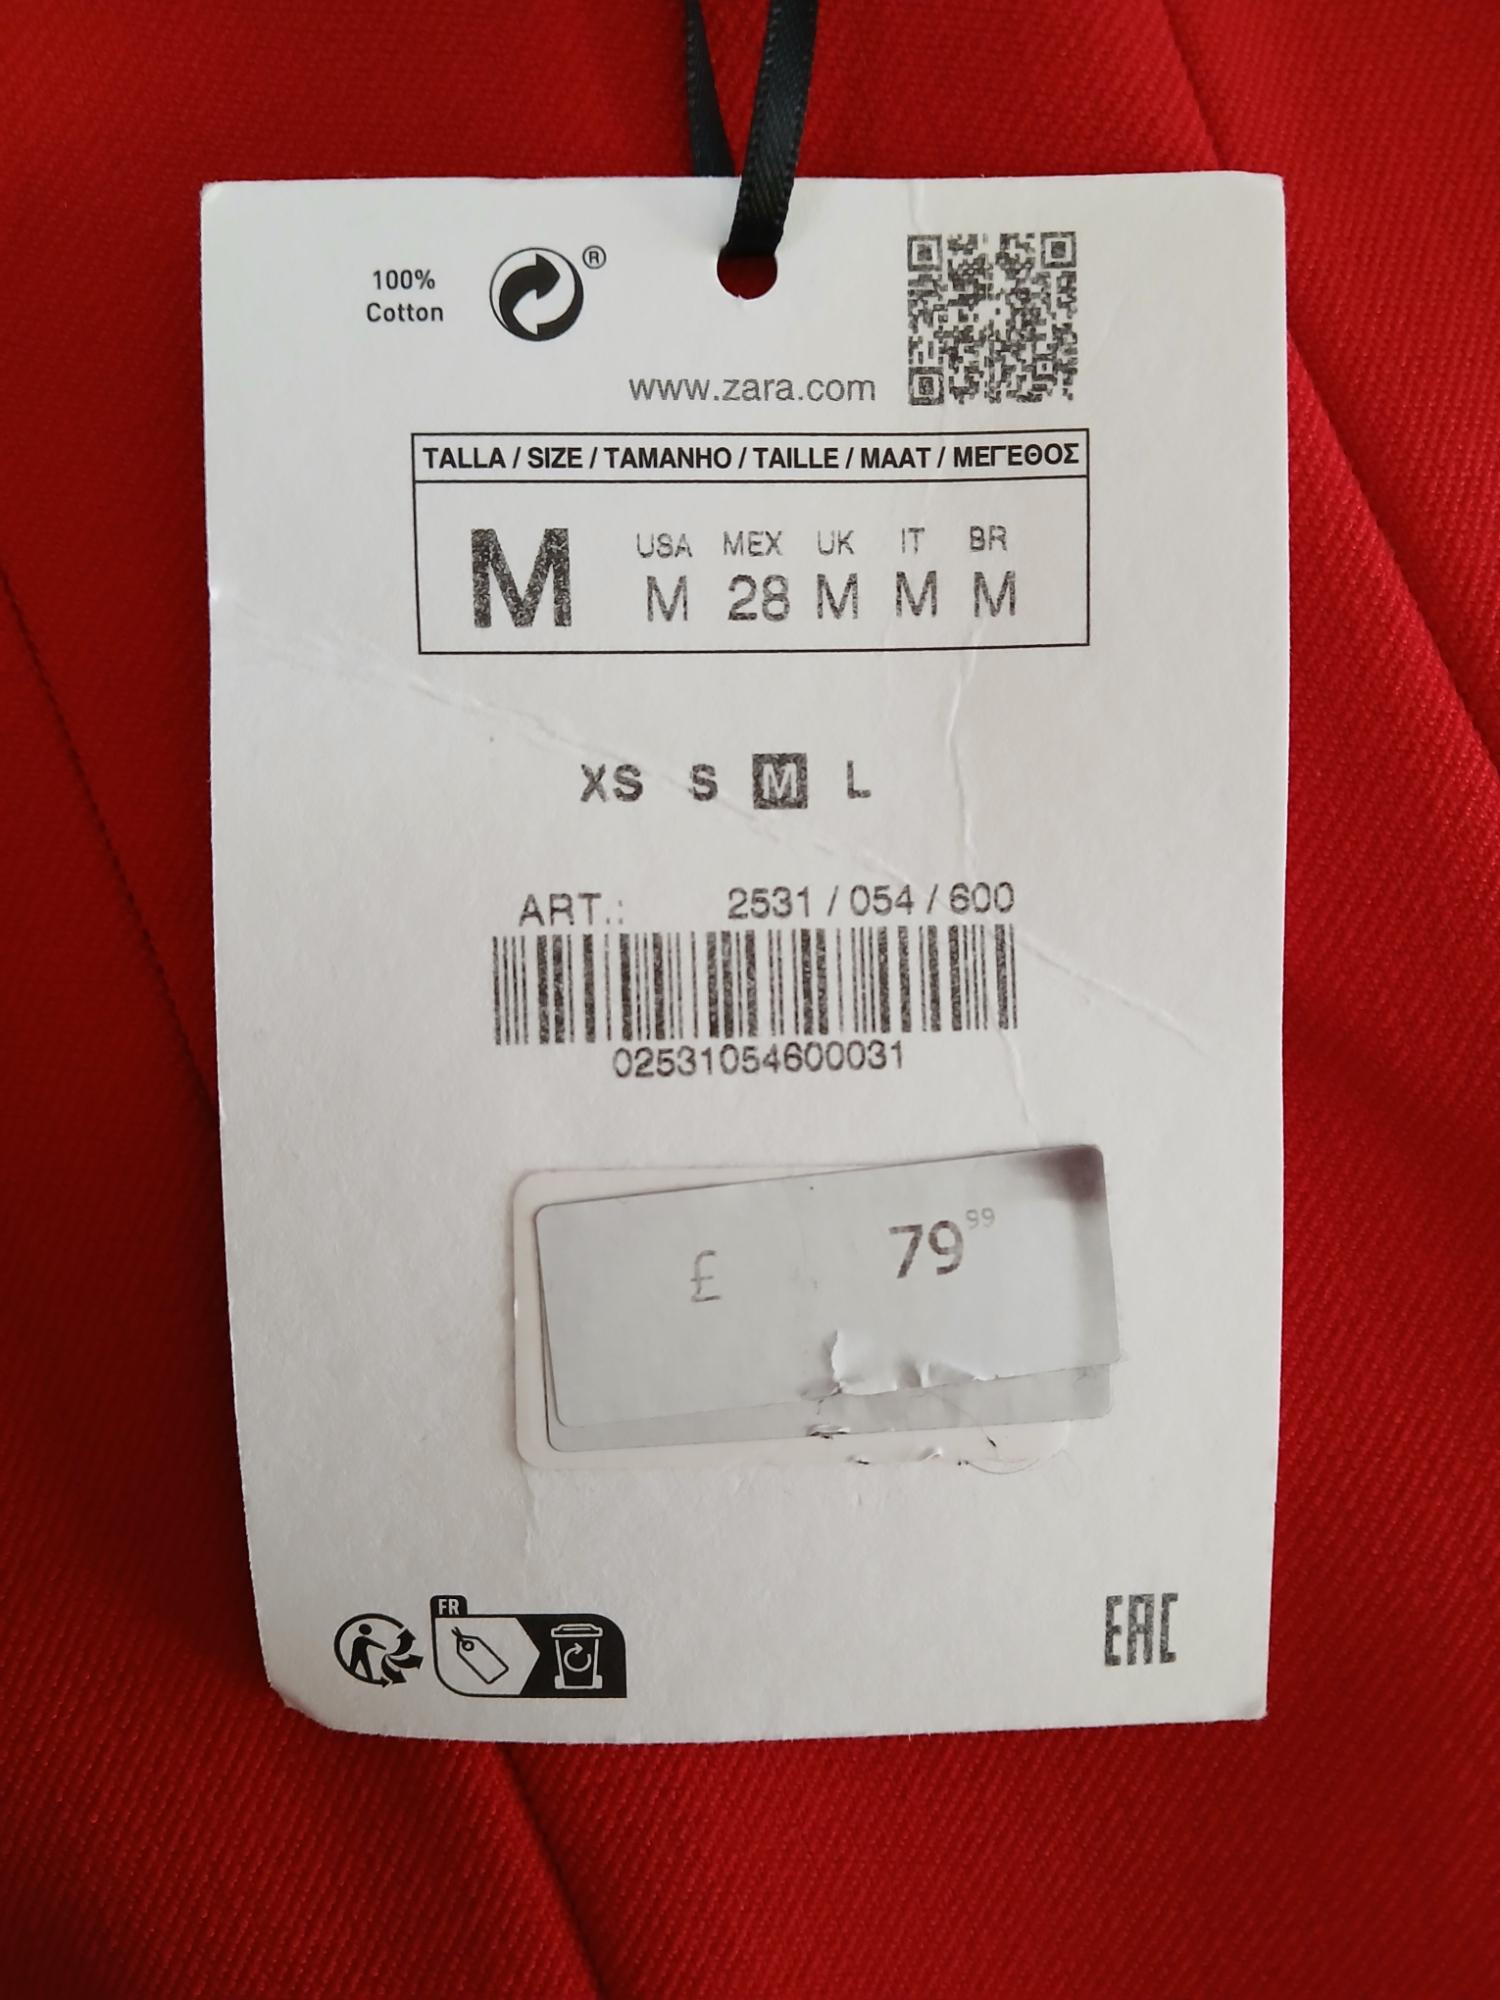 100%
Cotton
®
www.zara.com
TALLA / SIZE / TAMANHO / TAILLE / MAAT / ΜΕΓΕΘΟΣ
M USA MEX UK IT BR
M 28 M M M
XS S M L
ART.: 2531 / 054 / 600
02531054600031
£ 79 99
FR
EAC